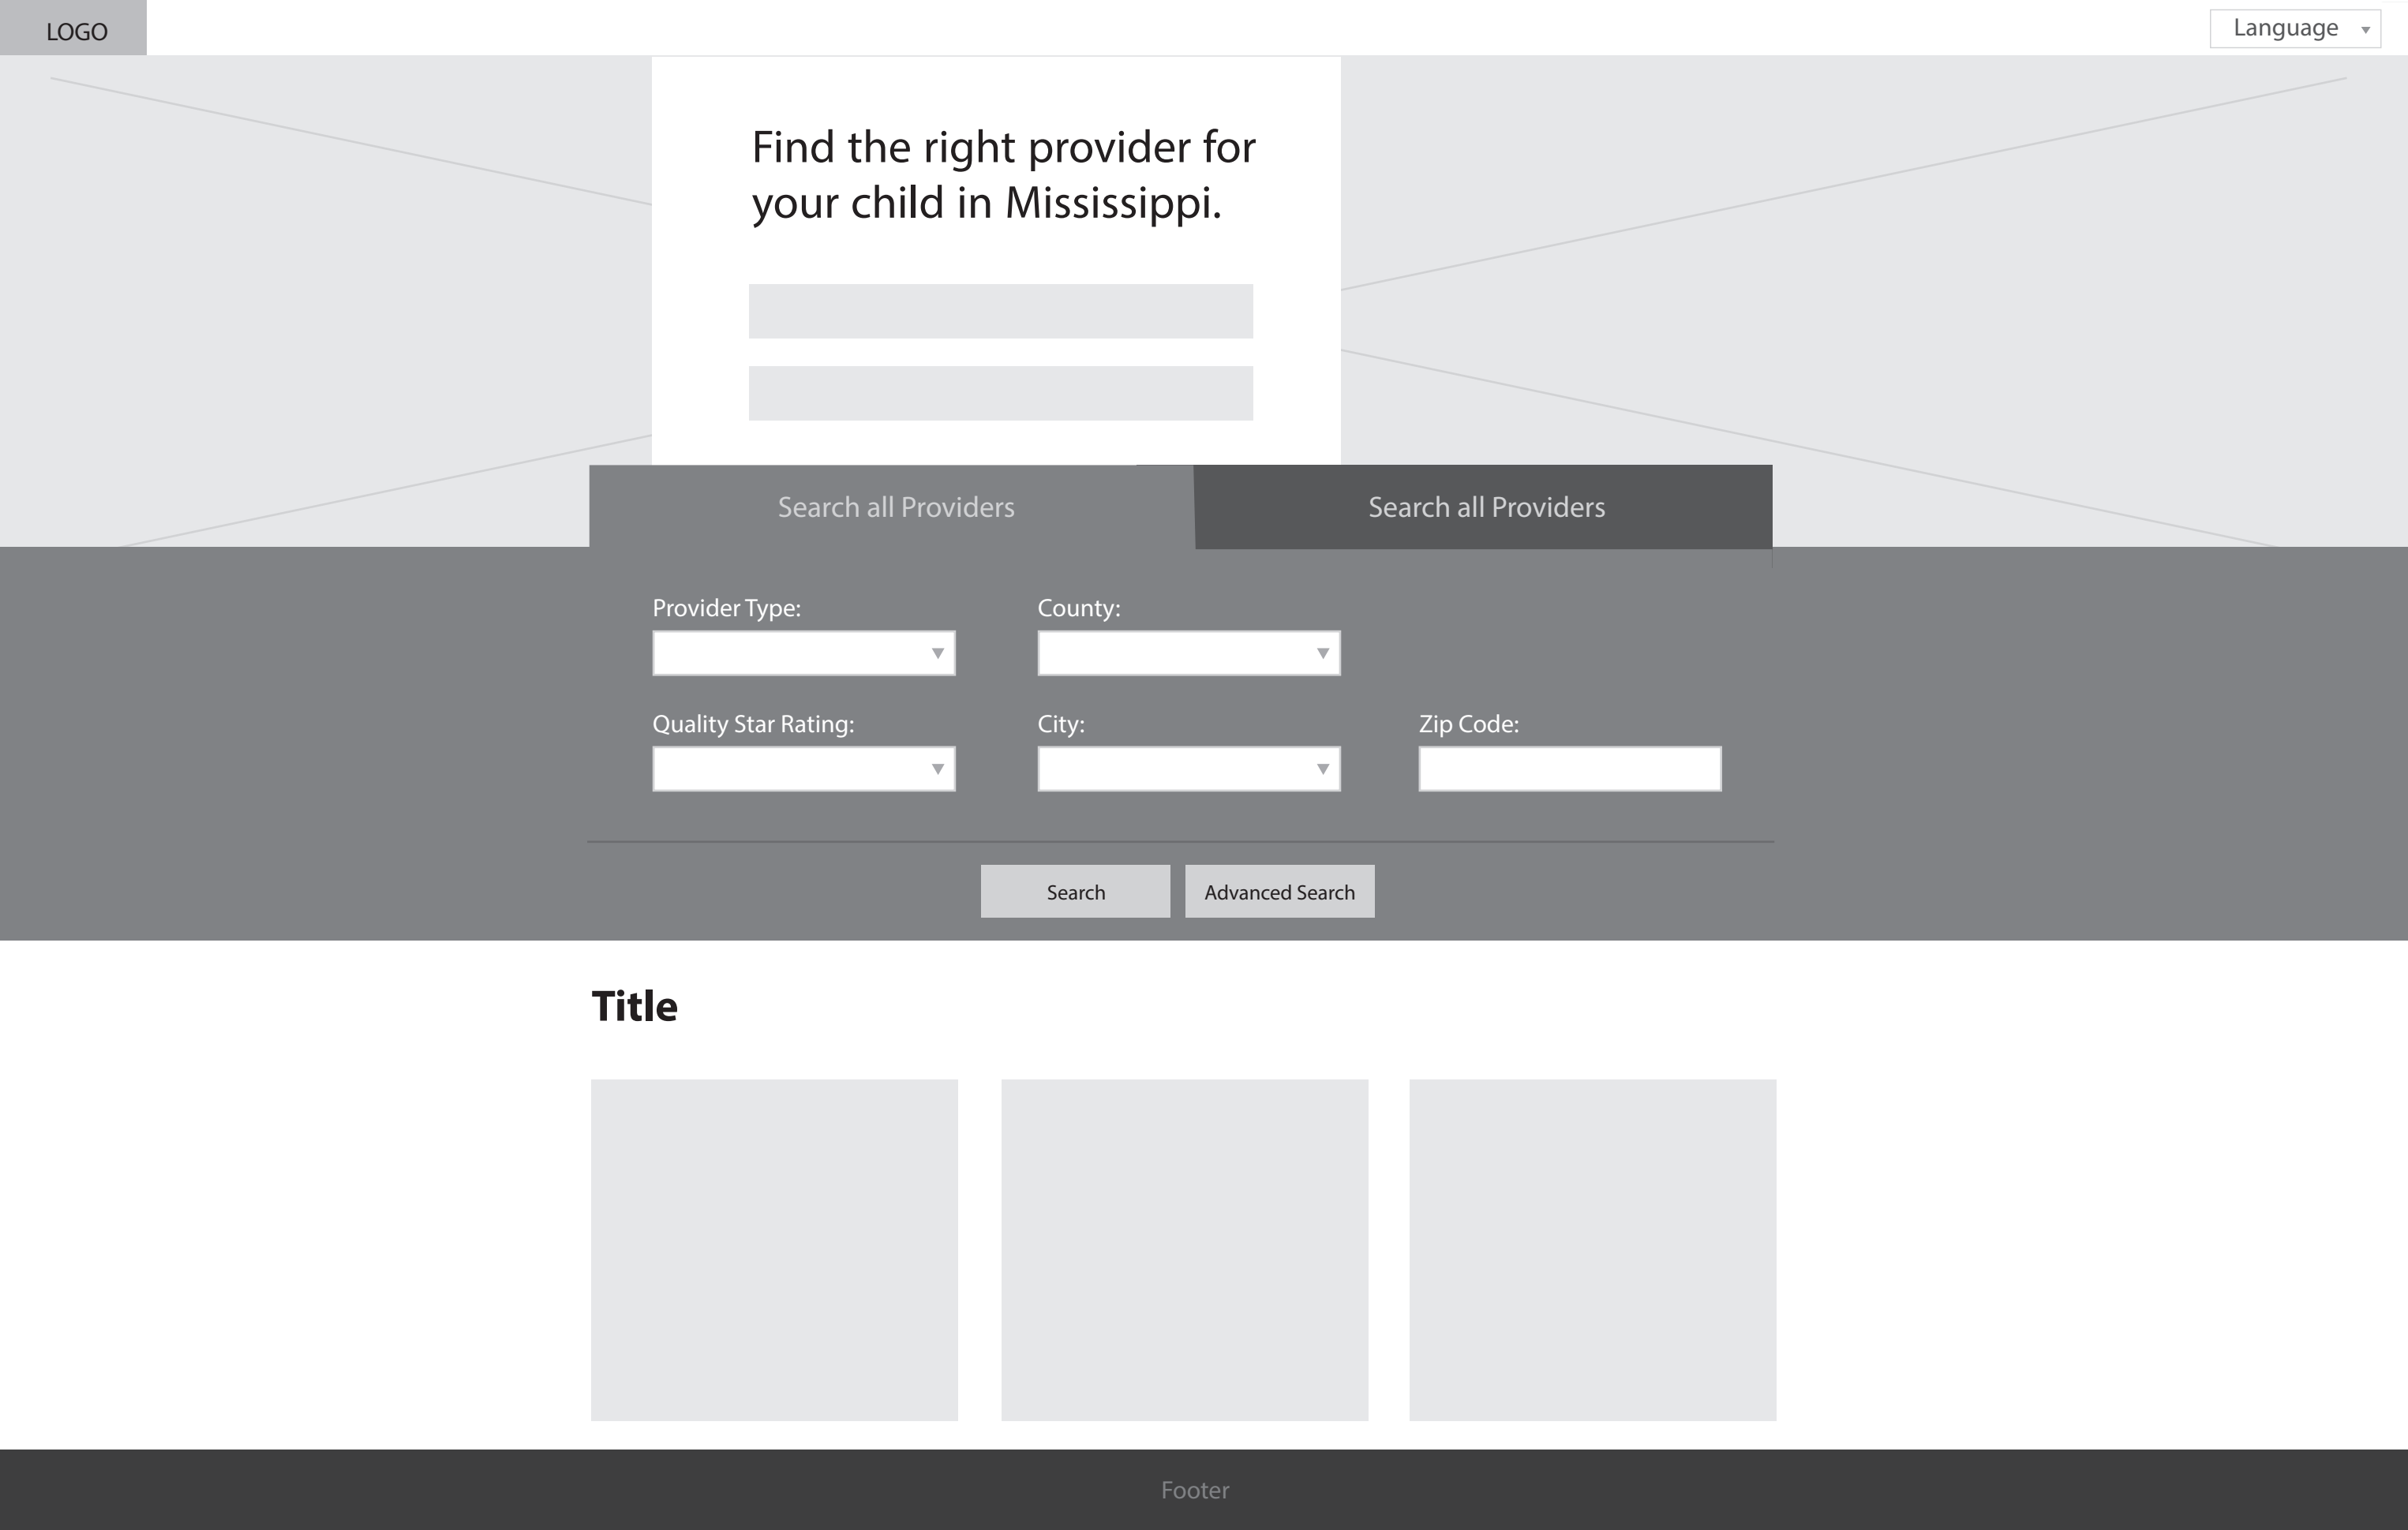 LOGO
Language
Find the right provider for
your child in Mississippi.
Search all Providers
Search all Providers
Provider Type:
County:
Quality Star Rating:
City:
Zip Code:
Search
Advanced Search
Title
Footer